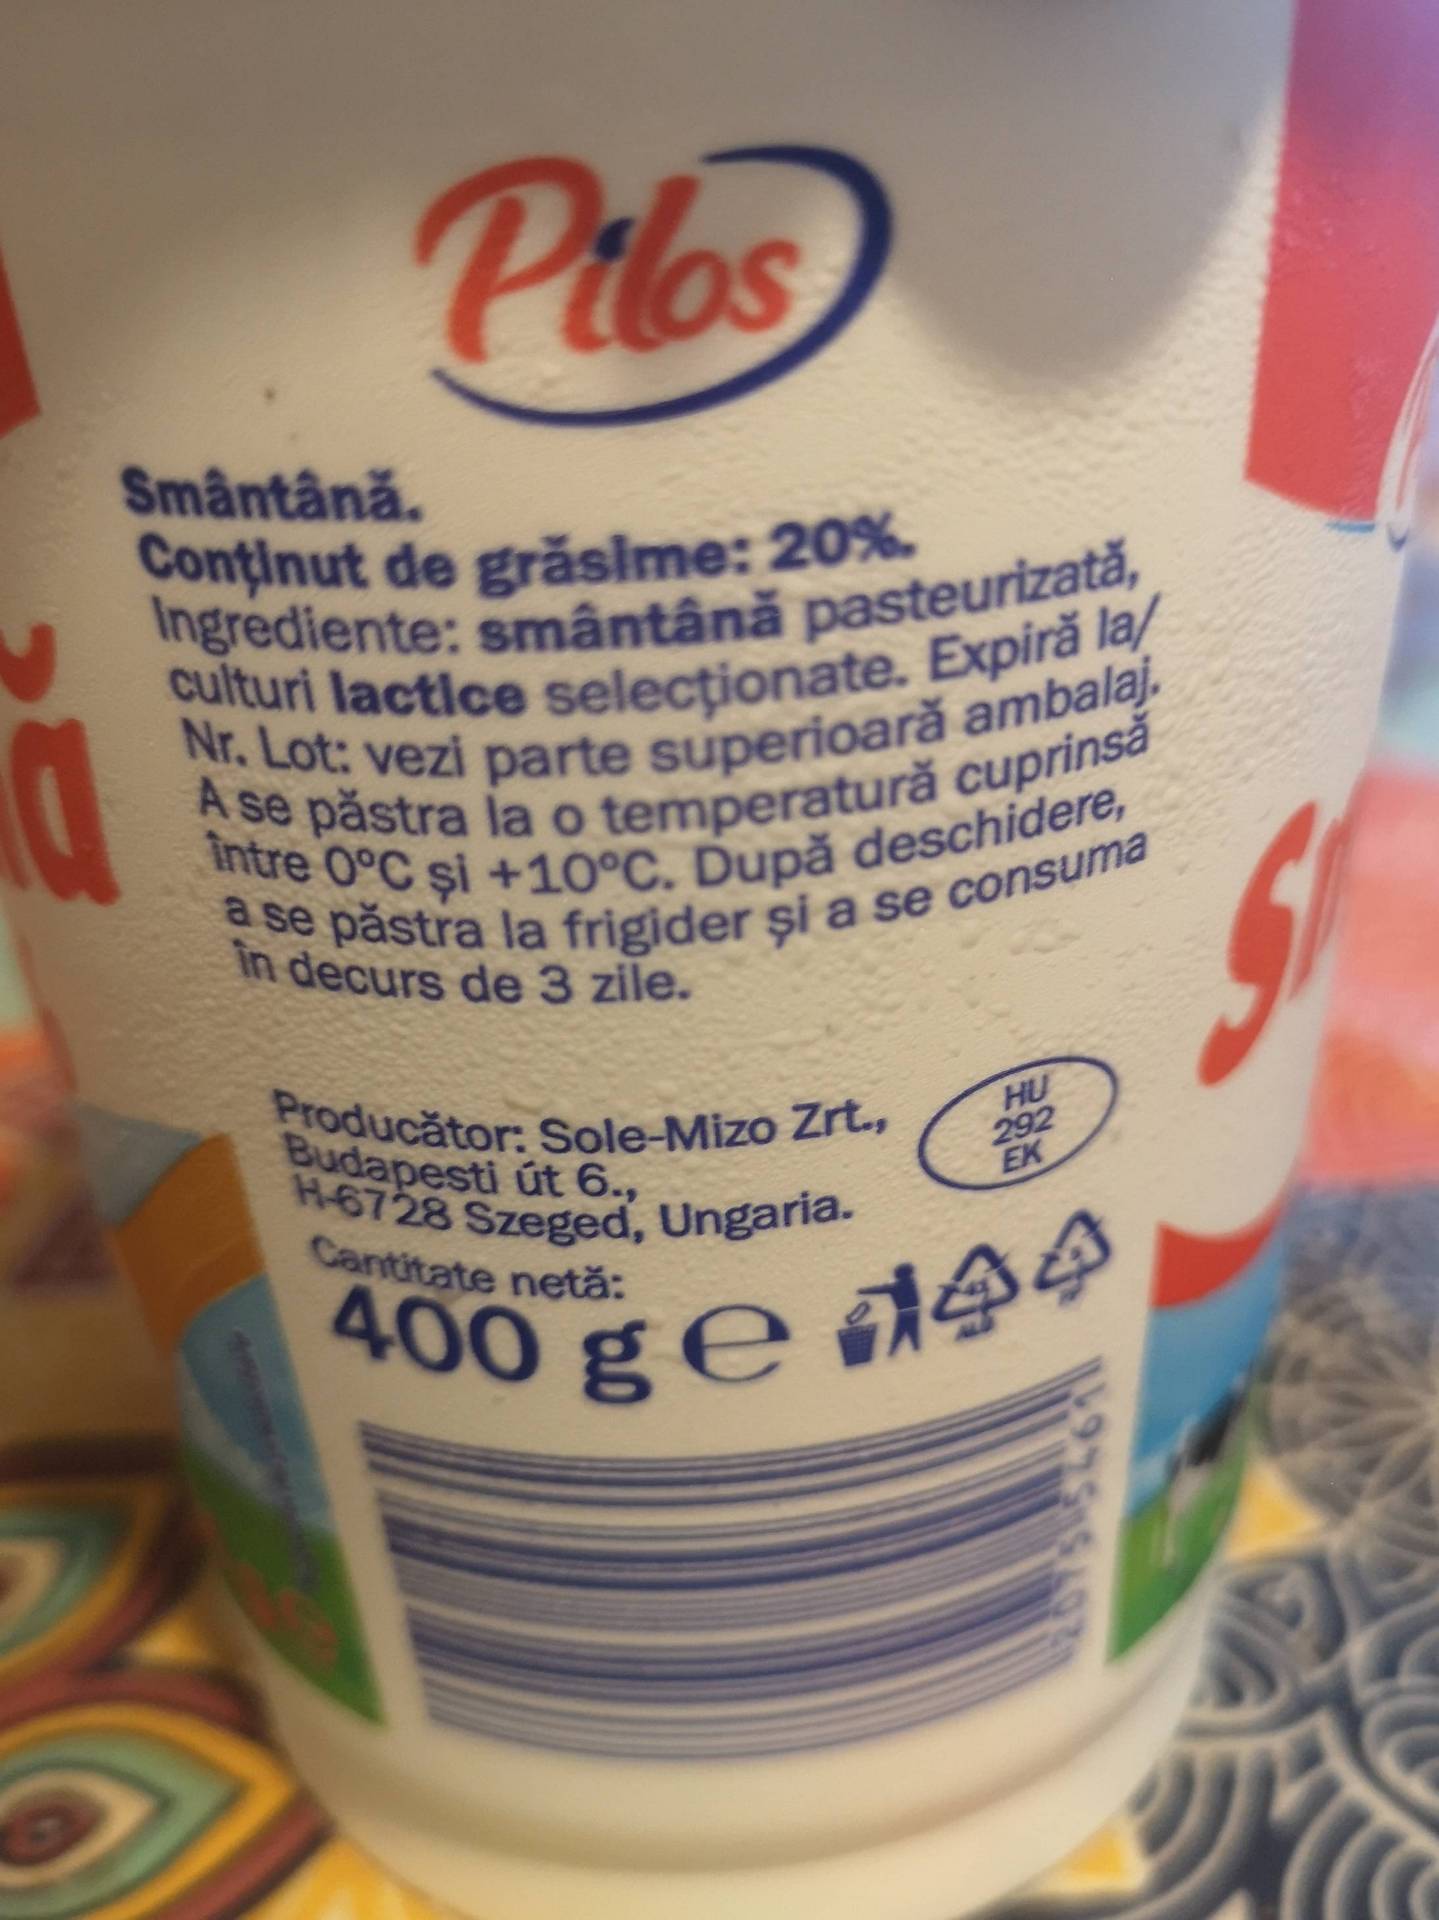 Pilos
Smântână.
Conținut de grăsime: 20%.
Ingrediente: smântână pasteurizată,
culturi lactice selecționate. Expiră la/
Nr. Lot: vezi parte superioară ambalaj.
A se păstra la o temperatură cuprinsă
între 0°C și +10°C. După deschidere,
a se păstra la frigider și a se consuma
în decurs de 3 zile.
Producător: Sole-Mizo Zrt.,
Budapesti út 6.,
H-6728 Szeged, Ungaria.
HU
292
EK
Cantitate netă:
400 g e